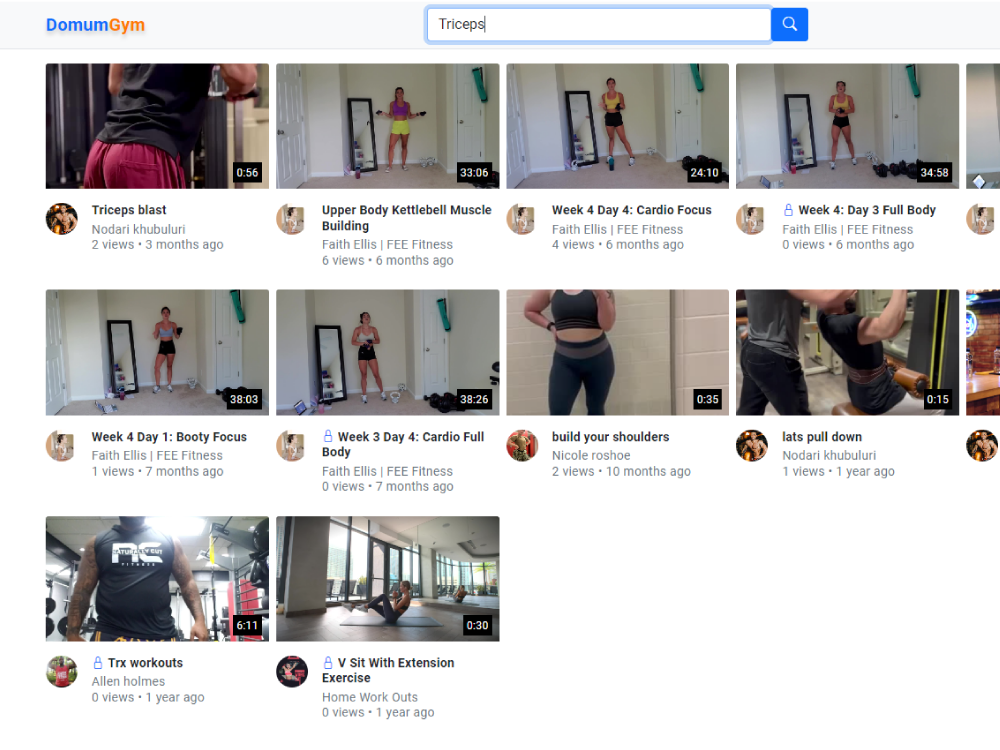 DomumGym
Triceps
0:56
33:06
24:10
34:58
Triceps blast
Nodari khubuluri
2 views • 3 months ago
Upper Body Kettlebell Muscle
Building
Faith Ellis | FEE Fitness
6 views • 6 months ago
Week 4 Day 4: Cardio Focus
Faith Ellis | FEE Fitness
4 views • 6 months ago
Week 4: Day 3 Full Body
Faith Ellis | FEE Fitness
0 views • 6 months ago
38:03
38:26
0:35
0:15
Week 4 Day 1: Booty Focus
Faith Ellis | FEE Fitness
1 views • 7 months ago
Week 3 Day 4: Cardio Full
Body
Faith Ellis | FEE Fitness
0 views • 7 months ago
build your shoulders
Nicole roshoe
2 views • 10 months ago
lats pull down
Nodari khubuluri
1 views • 1 year ago
NATURALLY CUT
FITNESS
6:11
0:30
Trx workouts
Allen holmes
0 views • 1 year ago
V Sit With Extension
Exercise
Home Work Outs
0 views • 1 year ago